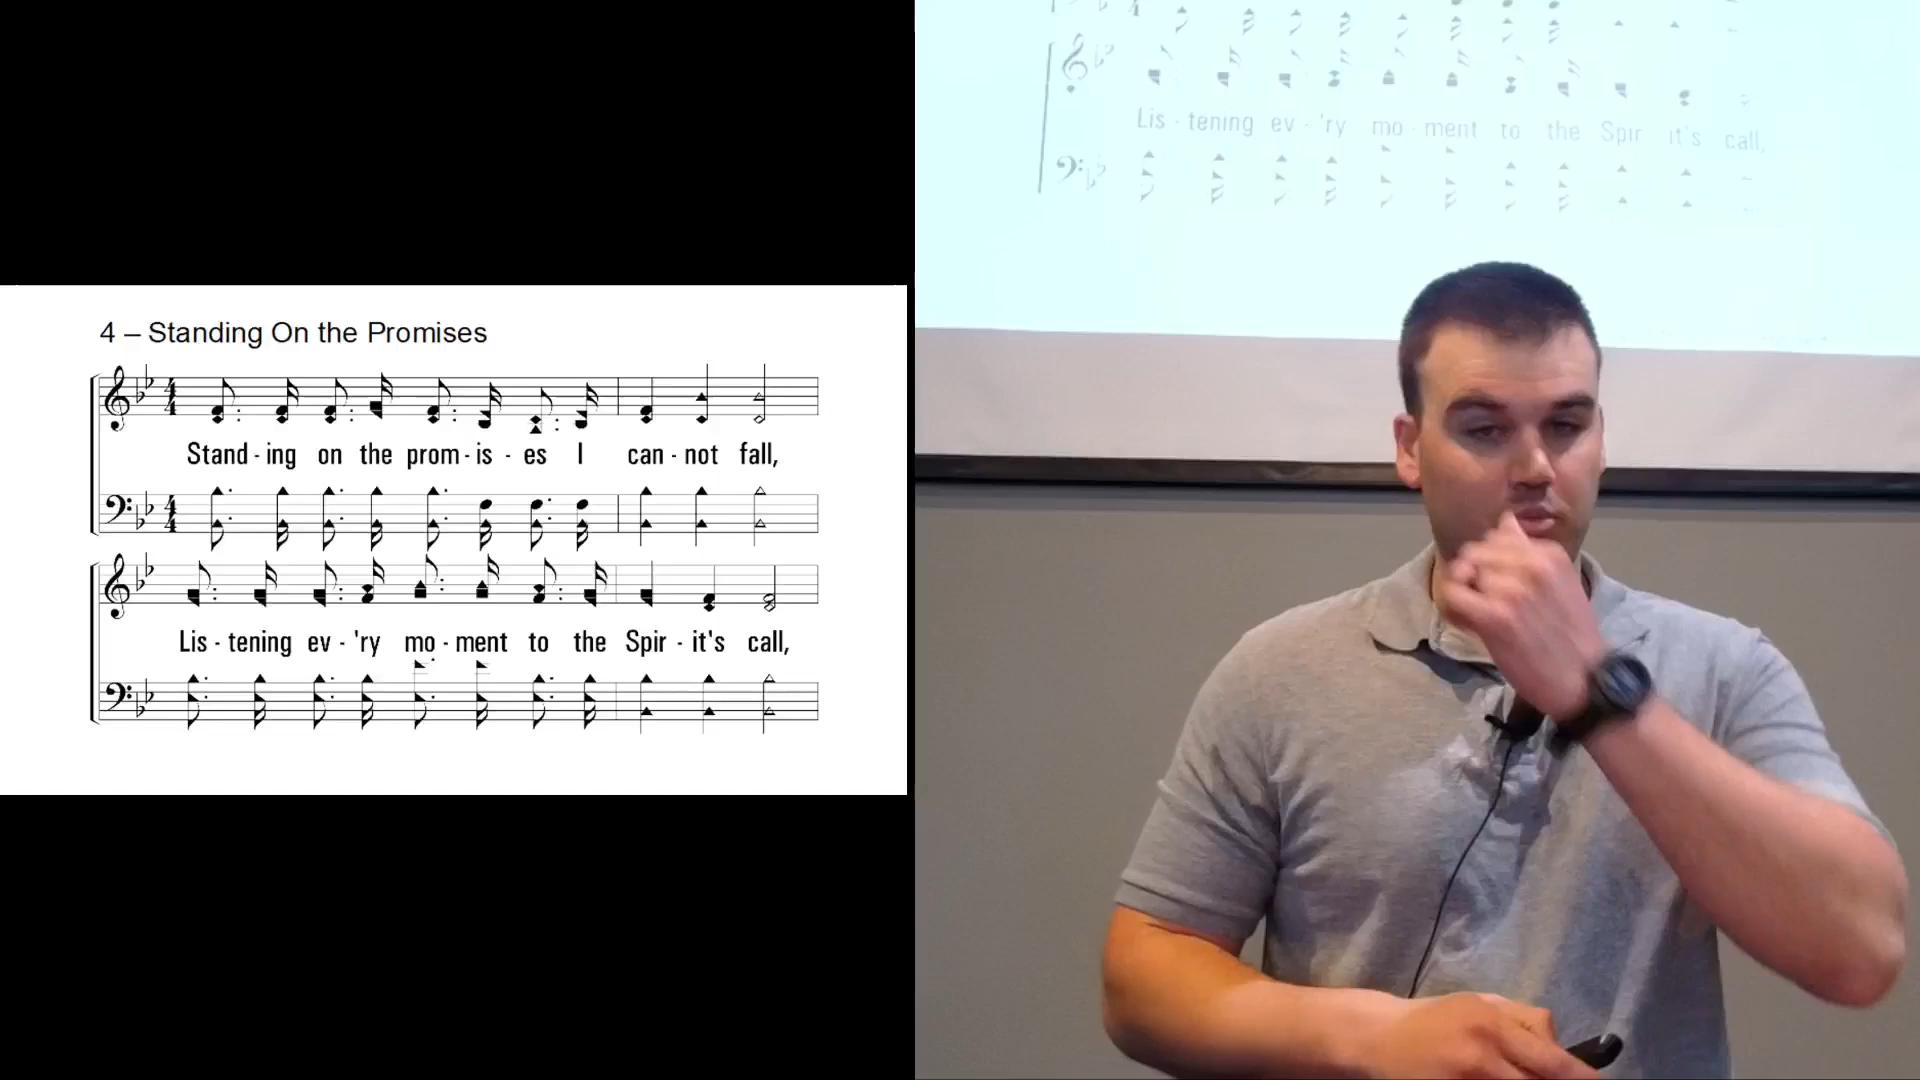 4 – Standing On the Promises
Stand - ing on the prom - is - es I can - not fall,
Lis - tening ev - 'ry mo - ment to the Spir - it's call,
Lis - tening ev - 'ry mo - ment to the Spir it's call,